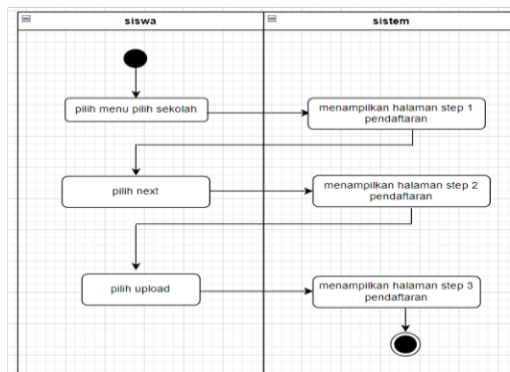 siswa
sistem
pilih menu pilih sekolah
menampilkan halaman step 1
pendaftaran
pilih next
menampilkan halaman step 2
pendaftaran
pilih upload
menampilkan halaman step 3
pendaftaran